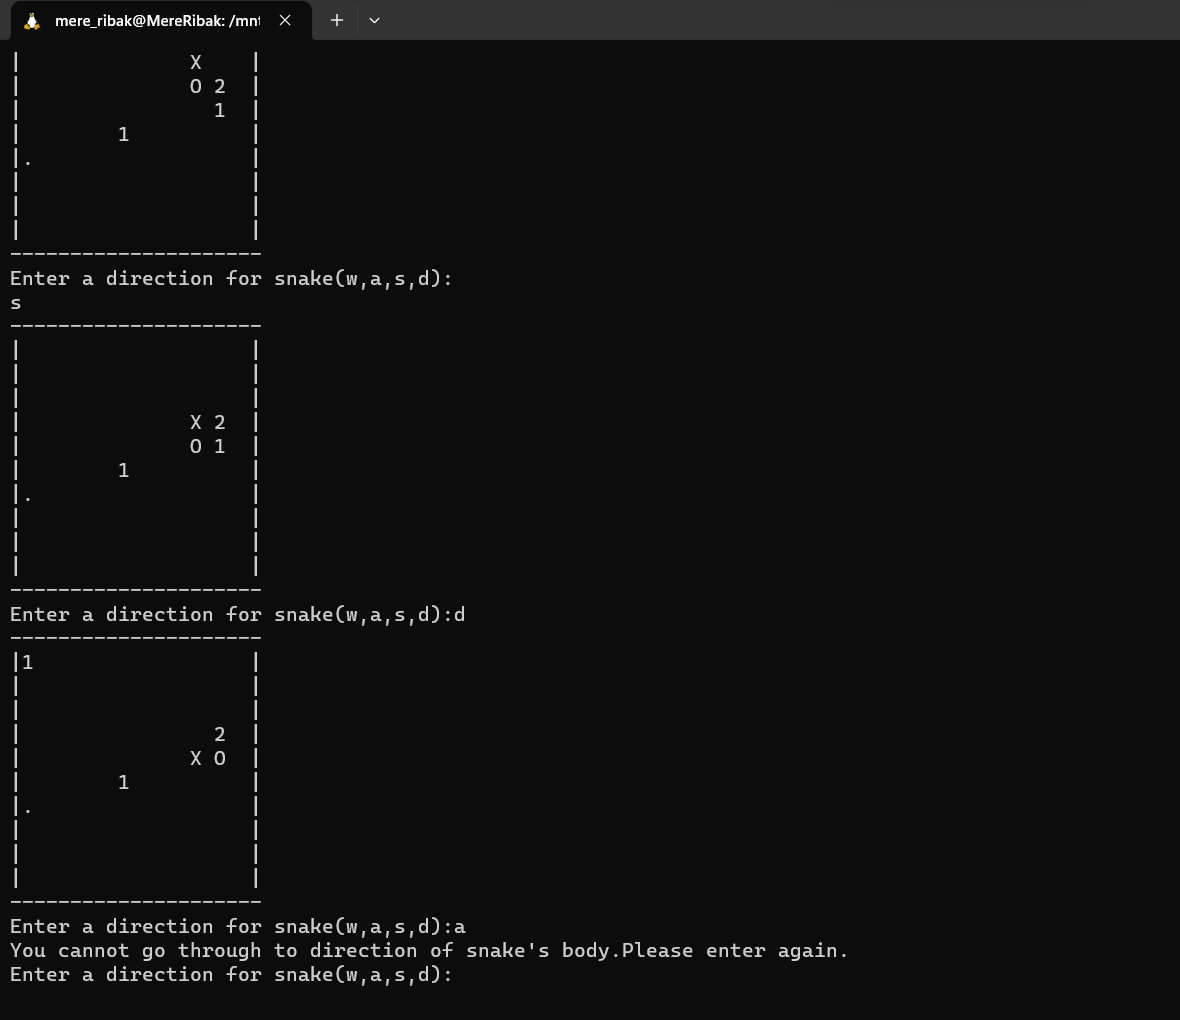 mere_ribak@MereRibak: /mnt
|               X    |
|               O 2  |
|                 1  |
|         1          |
|.                   |
|                    |
|                    |
|                    |
---------------------
Enter a direction for snake(w,a,s,d):
s
---------------------
|                    |
|                    |
|                    |
|               X 2  |
|               O 1  |
|         1          |
|.                   |
|                    |
|                    |
|                    |
---------------------
Enter a direction for snake(w,a,s,d):d
---------------------
|1                   |
|                    |
|                    |
|                 2  |
|               X O  |
|         1          |
|.                   |
|                    |
|                    |
|                    |
---------------------
Enter a direction for snake(w,a,s,d):a
You cannot go through to direction of snake's body.Please enter again.
Enter a direction for snake(w,a,s,d):